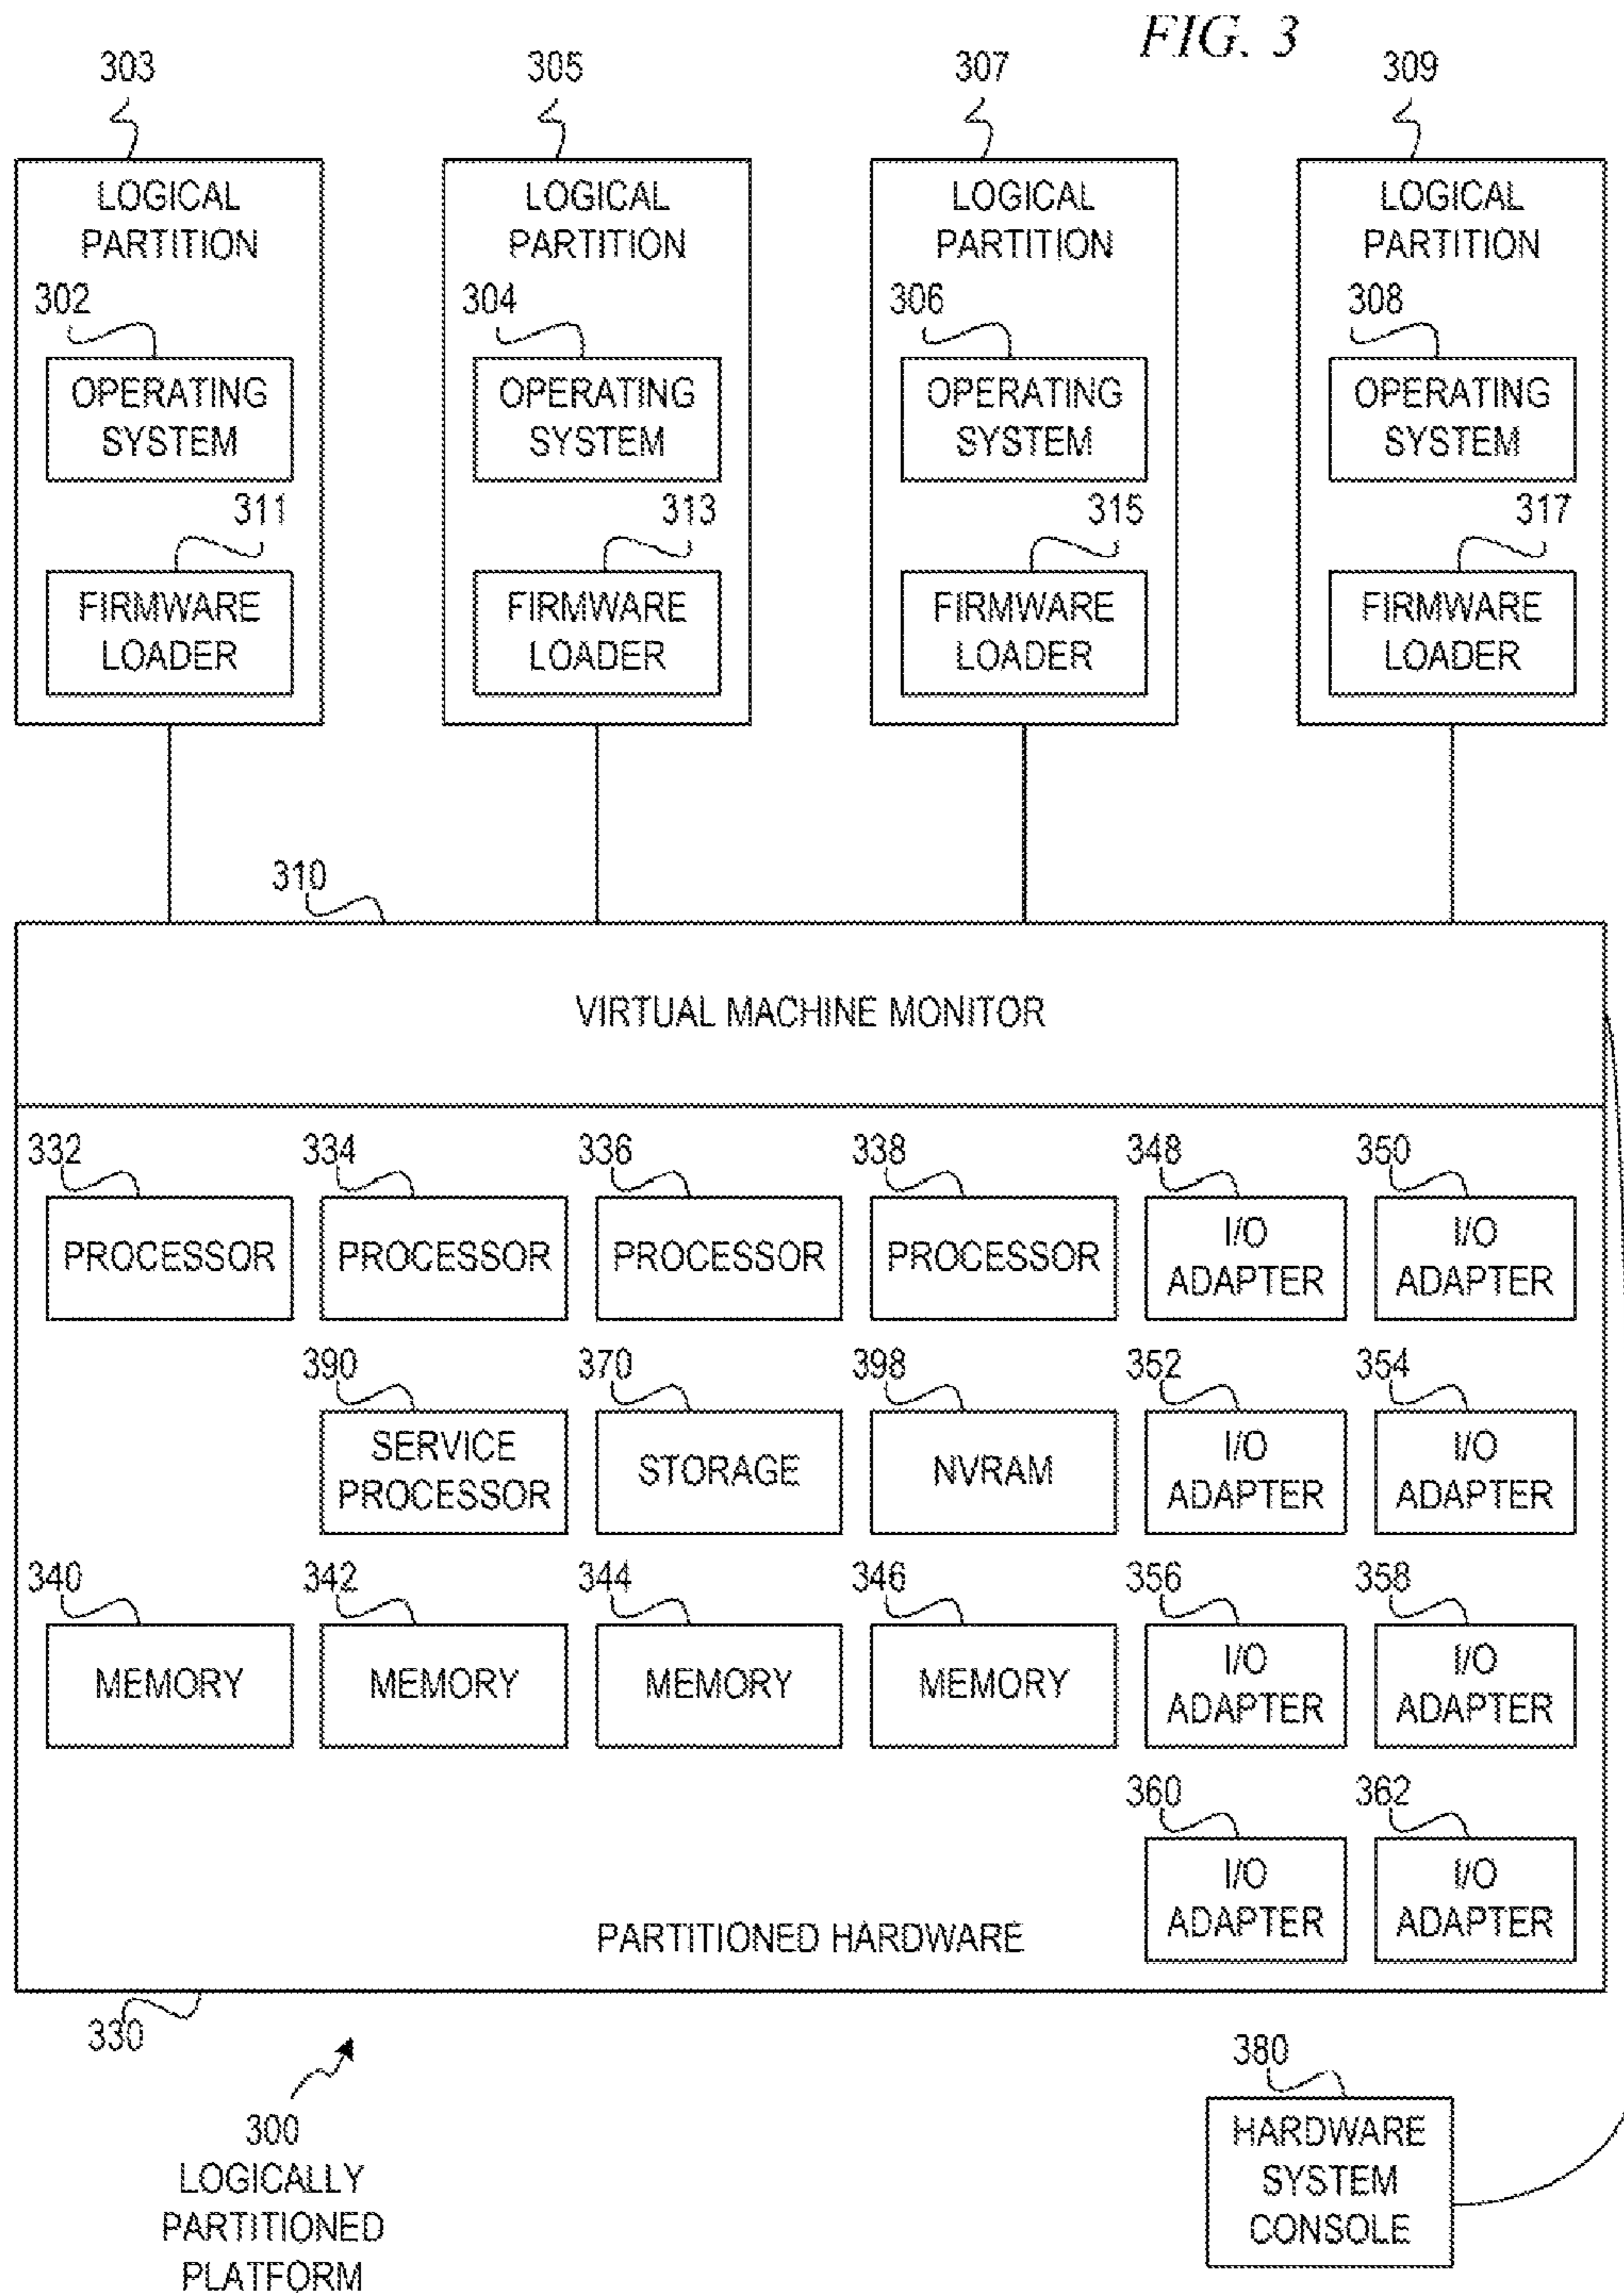 FIG. 3
303 305 307 309
LOGICAL PARTITION
LOGICAL PARTITION
LOGICAL PARTITION
LOGICAL PARTITION
302 304 306 308
OPERATING SYSTEM
OPERATING SYSTEM
OPERATING SYSTEM
OPERATING SYSTEM
311 313 315 317
FIRMWARE LOADER
FIRMWARE LOADER
FIRMWARE LOADER
FIRMWARE LOADER
310
VIRTUAL MACHINE MONITOR
332 334 336 338 348 350
PROCESSOR
PROCESSOR
PROCESSOR
PROCESSOR
I/O ADAPTER
I/O ADAPTER
390 370 398 352 354
SERVICE PROCESSOR
STORAGE
NVRAM
I/O ADAPTER
I/O ADAPTER
340 342 344 346 356 358
MEMORY
MEMORY
MEMORY
MEMORY
I/O ADAPTER
I/O ADAPTER
360 362
I/O ADAPTER
I/O ADAPTER
PARTITIONED HARDWARE
330
300
LOGICALLY
PARTITIONED
PLATFORM
380
HARDWARE
SYSTEM
CONSOLE